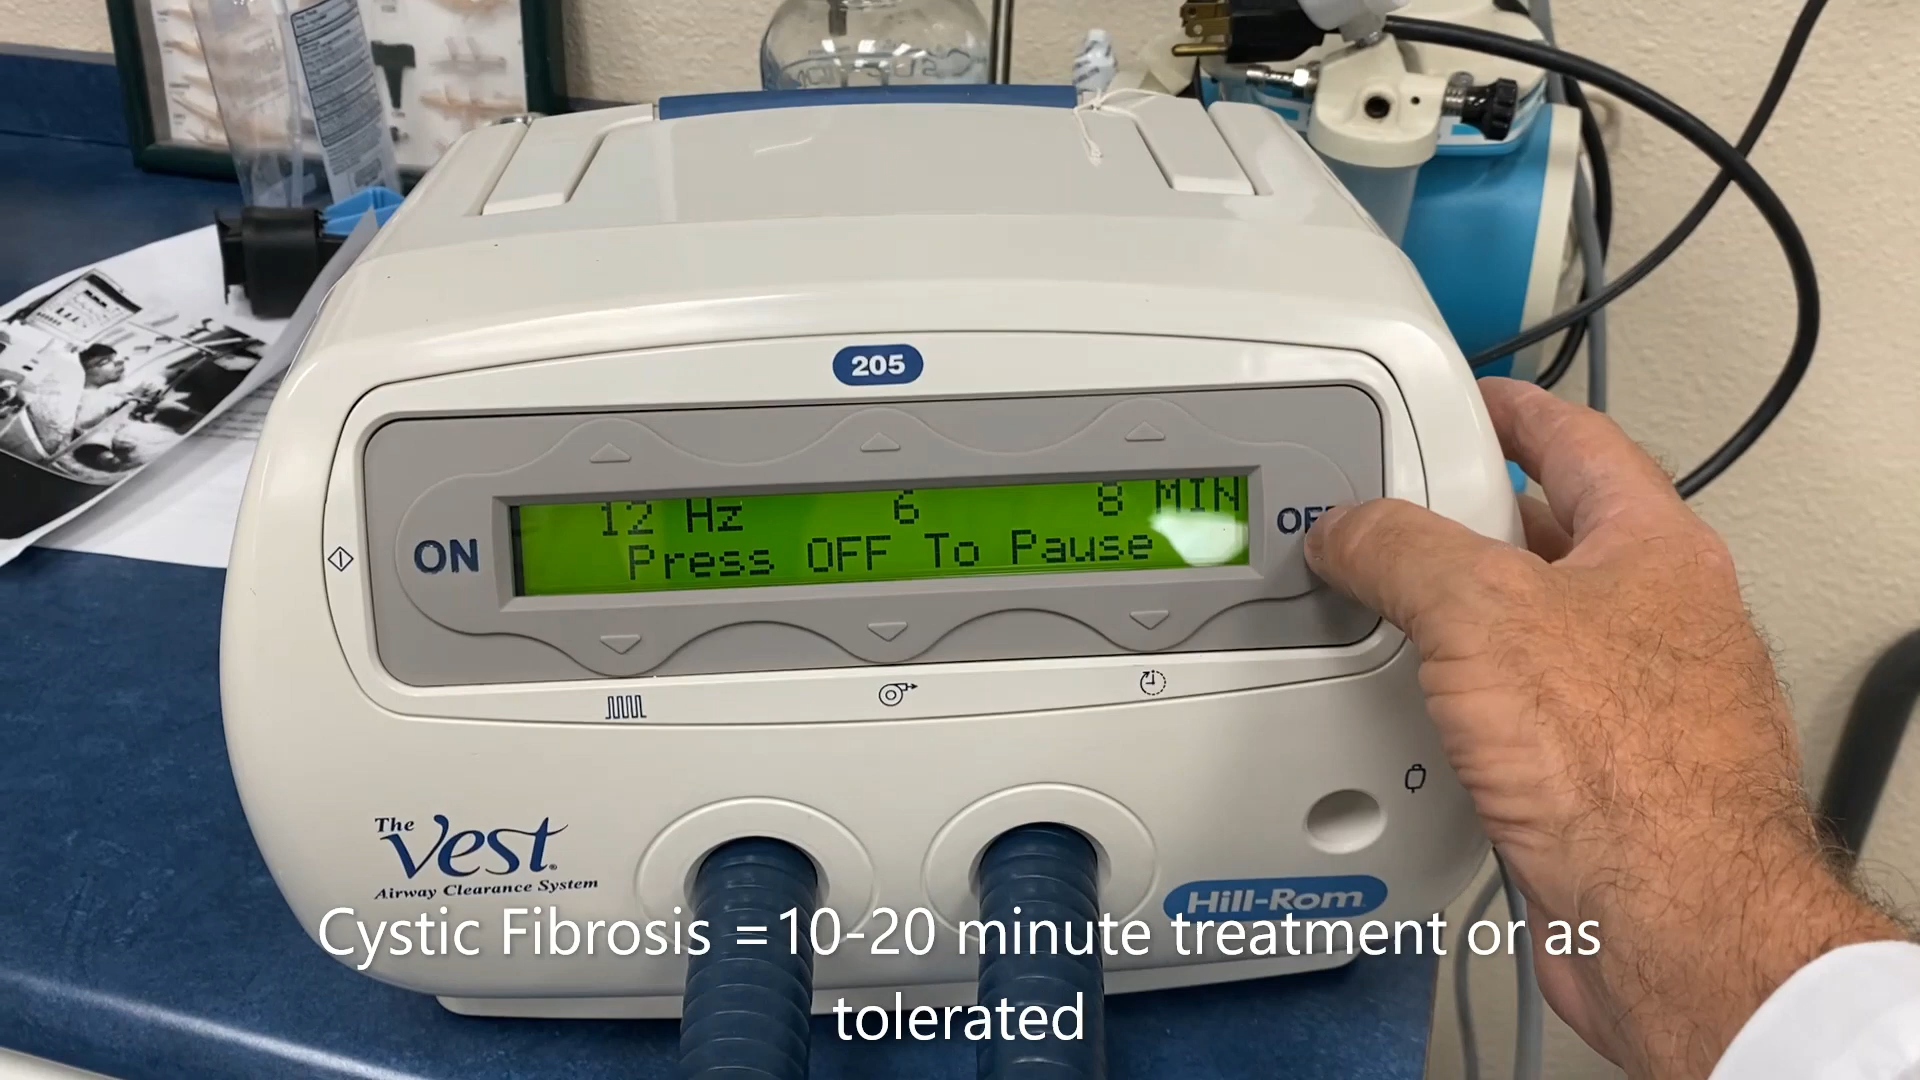 205
12 Hz 6 8 MIN
Press OFF To Pause
ON
The
Vest®
Airway Clearance System
Hill-Rom
Cystic Fibrosis =10-20 minute treatment or as
tolerated